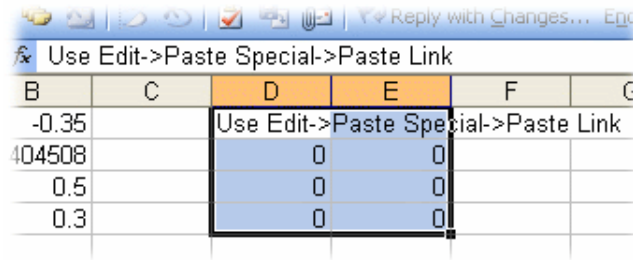 Reply with Changes...
fx Use Edit->Paste Special->Paste Link
B C D E F
-0.35 Use Edit->Paste Special->Paste Link
404508 0 0
0.5 0 0
0.3 0 0